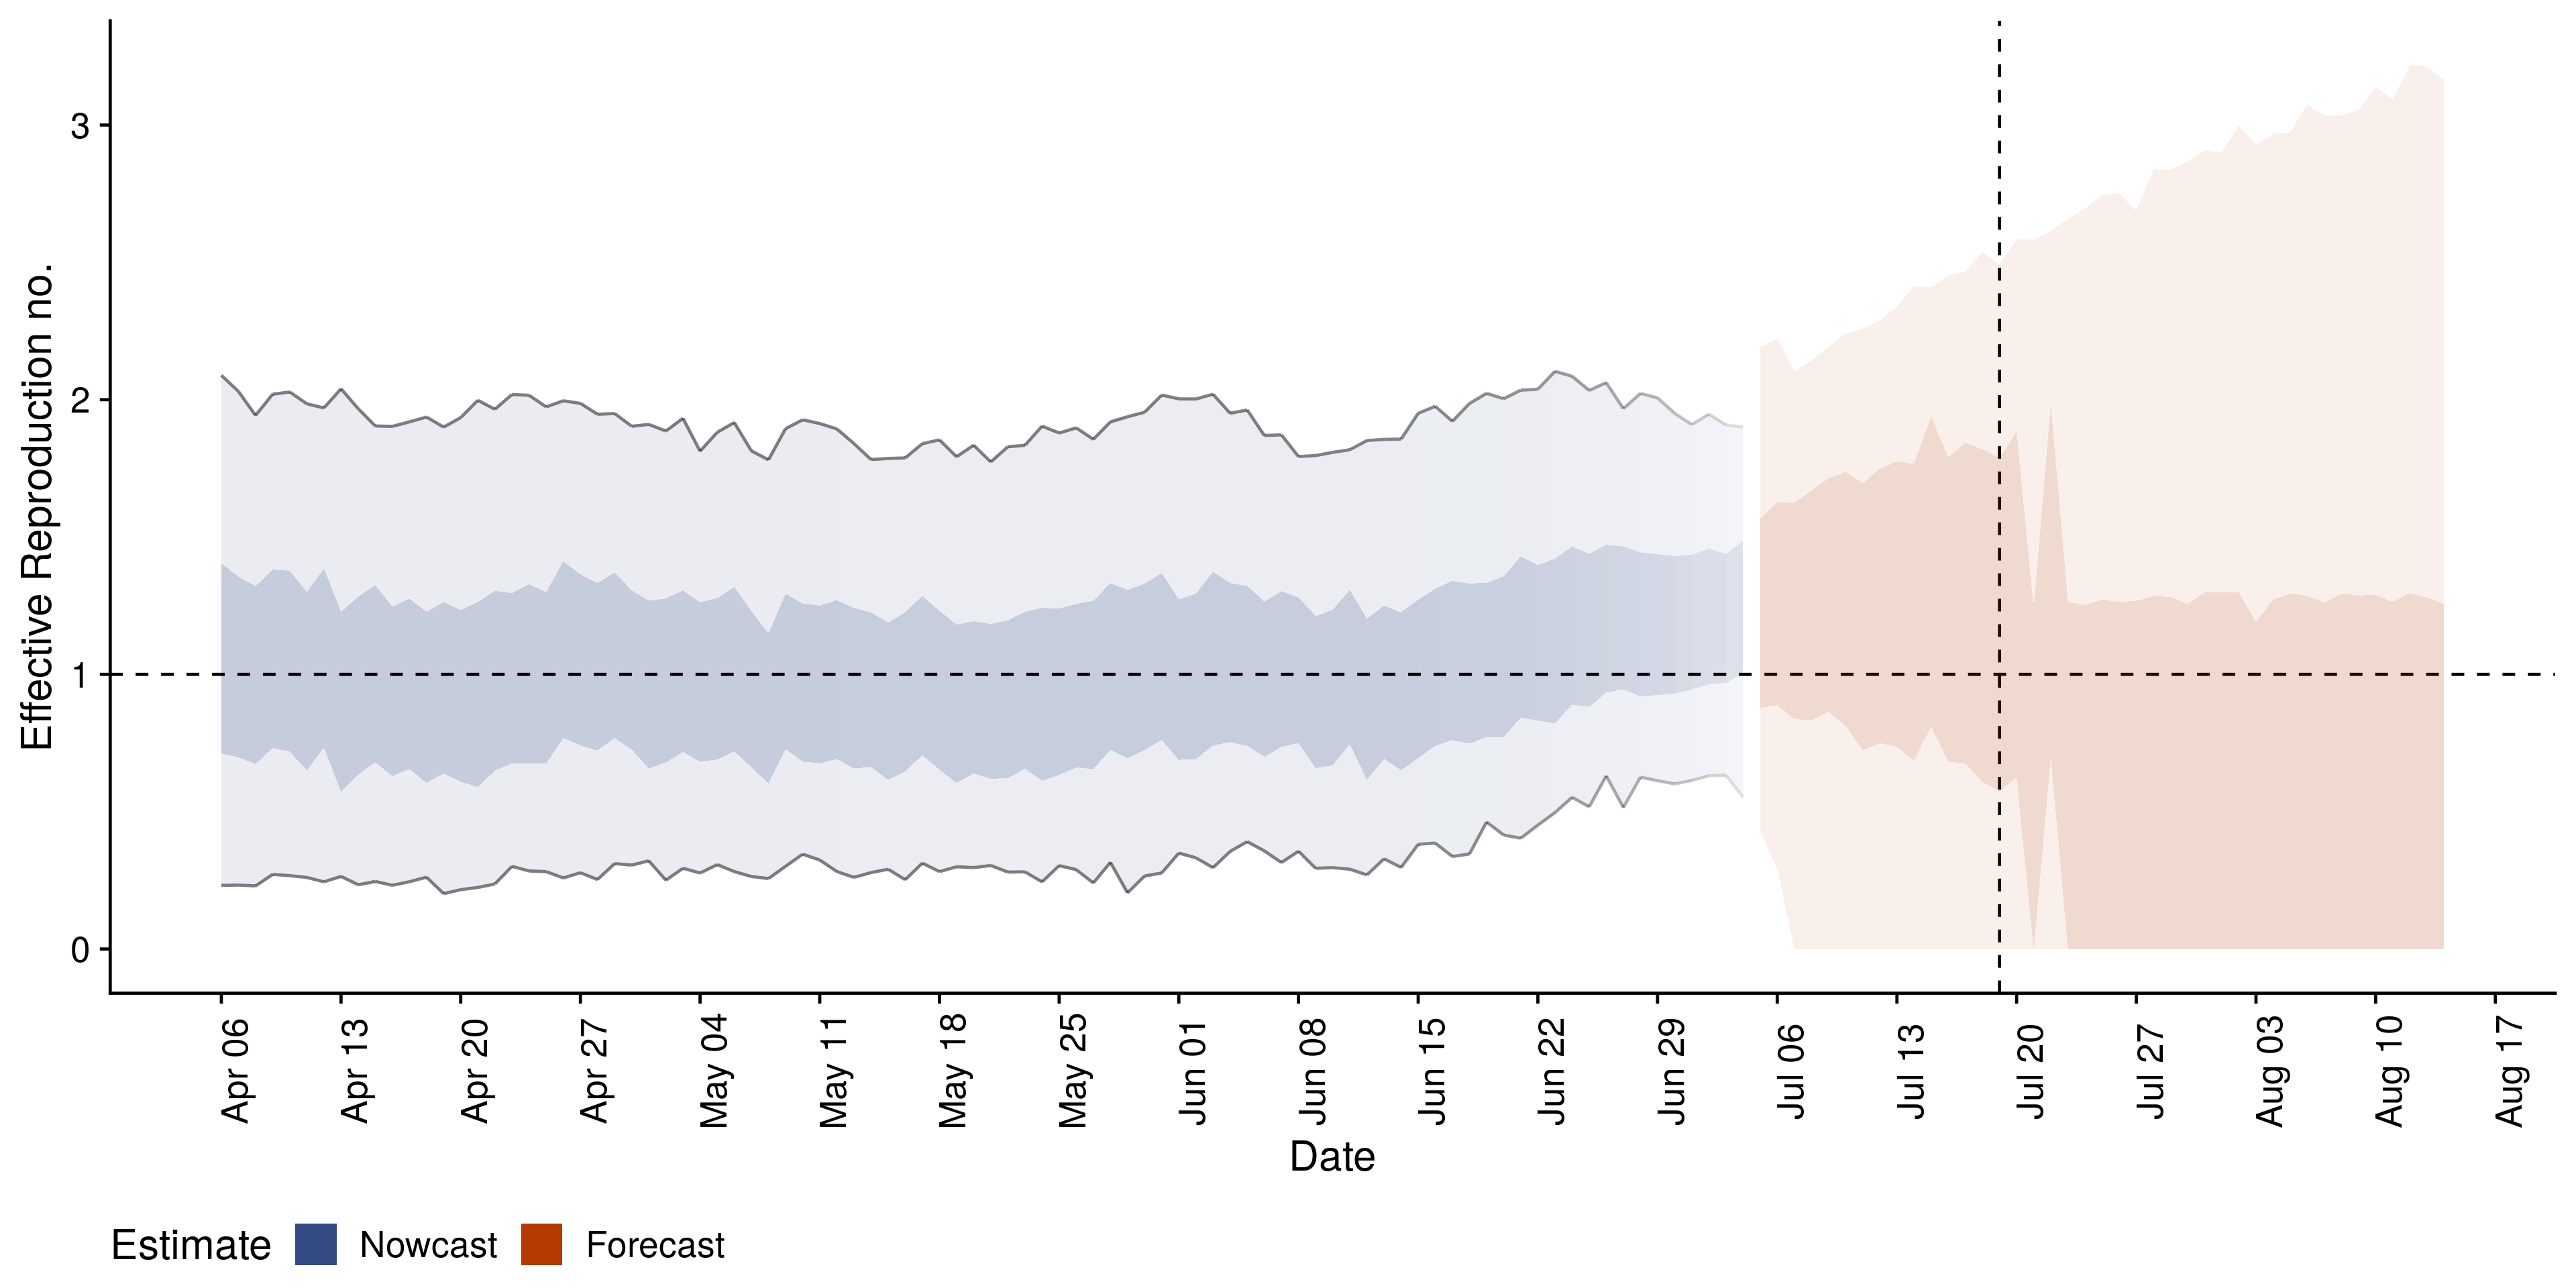 Effective Reproduction no.
3
2
1
0
Apr 06
Apr 13
Apr 20
Apr 27
May 04
May 11
May 18
May 25
Jun 01
Jun 08
Jun 15
Jun 22
Jun 29
Jul 06
Jul 13
Jul 20
Jul 27
Aug 03
Aug 10
Aug 17
Date
Estimate Nowcast Forecast